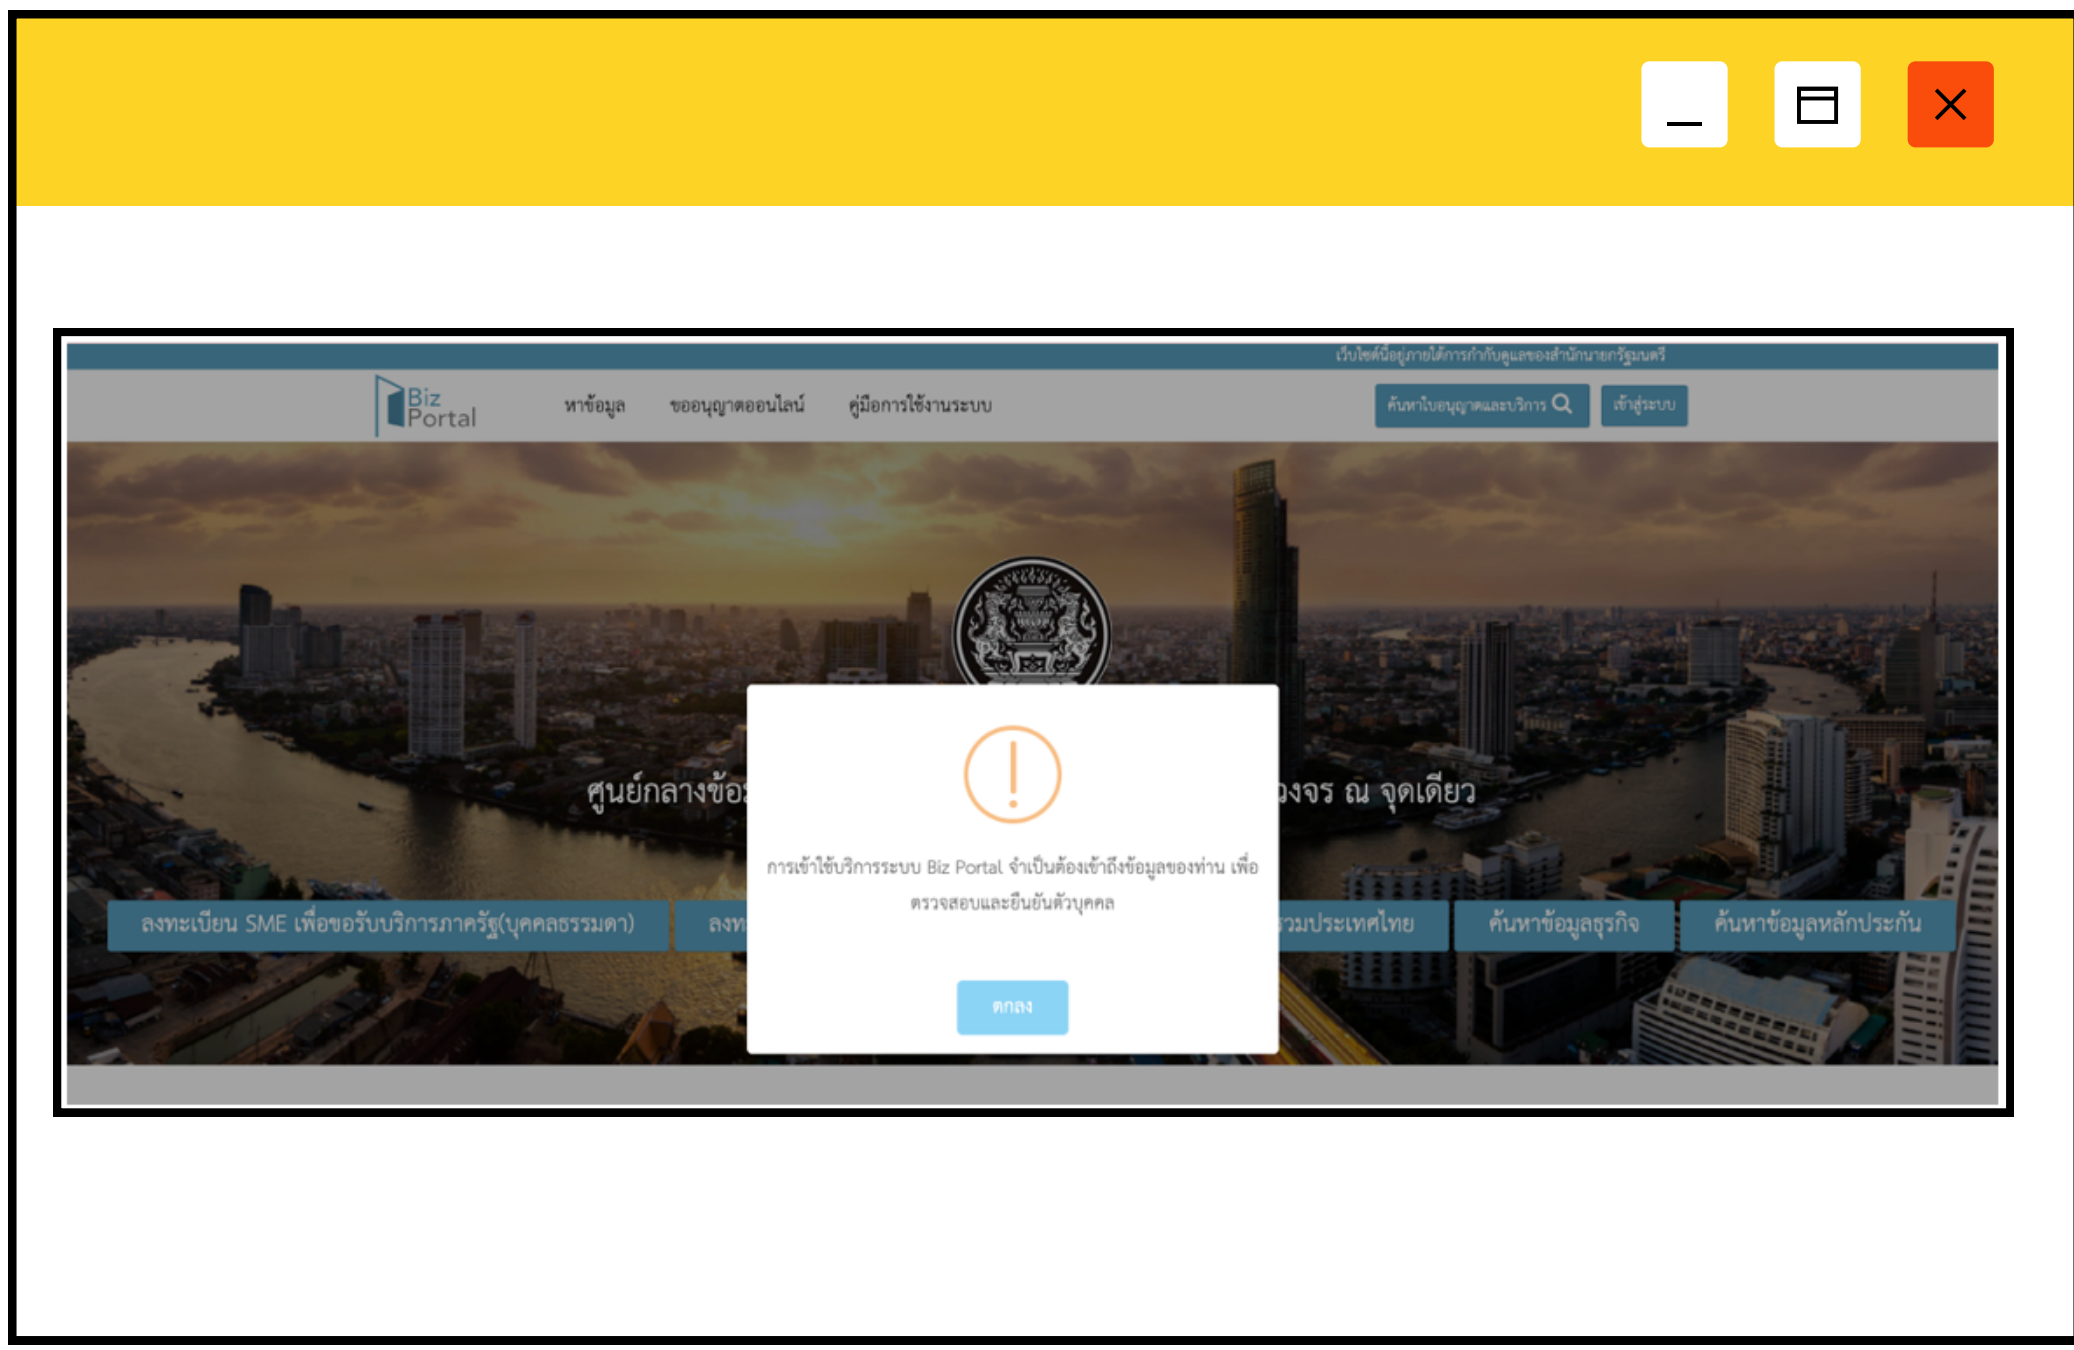 เว็บไซต์นี้อยู่ภายใต้การกำกับดูแลของสำนักนายกรัฐมนตรี
Biz
Portal
หาข้อมูล
ขออนุญาตออนไลน์
คู่มือการใช้งานระบบ
ค้นหาใบอนุญาตและบริการ
เข้าสู่ระบบ
ศูนย์กลางข้อ
วงจร ณ จุดเดียว
การเข้าใช้บริการระบบ Biz Portal จำเป็นต้องเข้าถึงข้อมูลของท่าน เพื่อ
ตรวจสอบและยืนยันตัวบุคคล
ลงทะเบียน SME เพื่อขอรับบริการภาครัฐ(บุคคลธรรมดา)
ลงท
รวมประเทศไทย
ค้นหาข้อมูลธุรกิจ
ค้นหาข้อมูลหลักประกัน
ตกลง